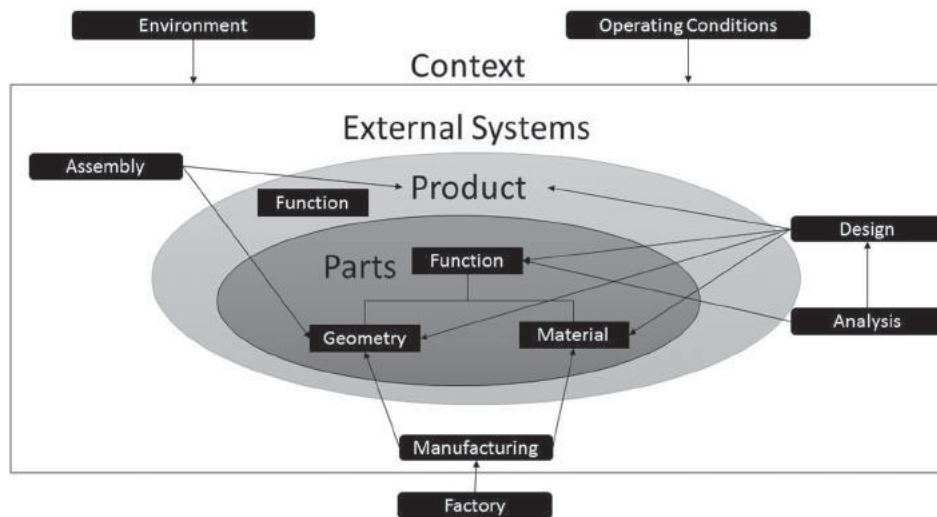 Environment
Operating Conditions
Context
External Systems
Assembly
Product
Function
Design
Parts
Function
Analysis
Geometry
Material
Manufacturing
Factory